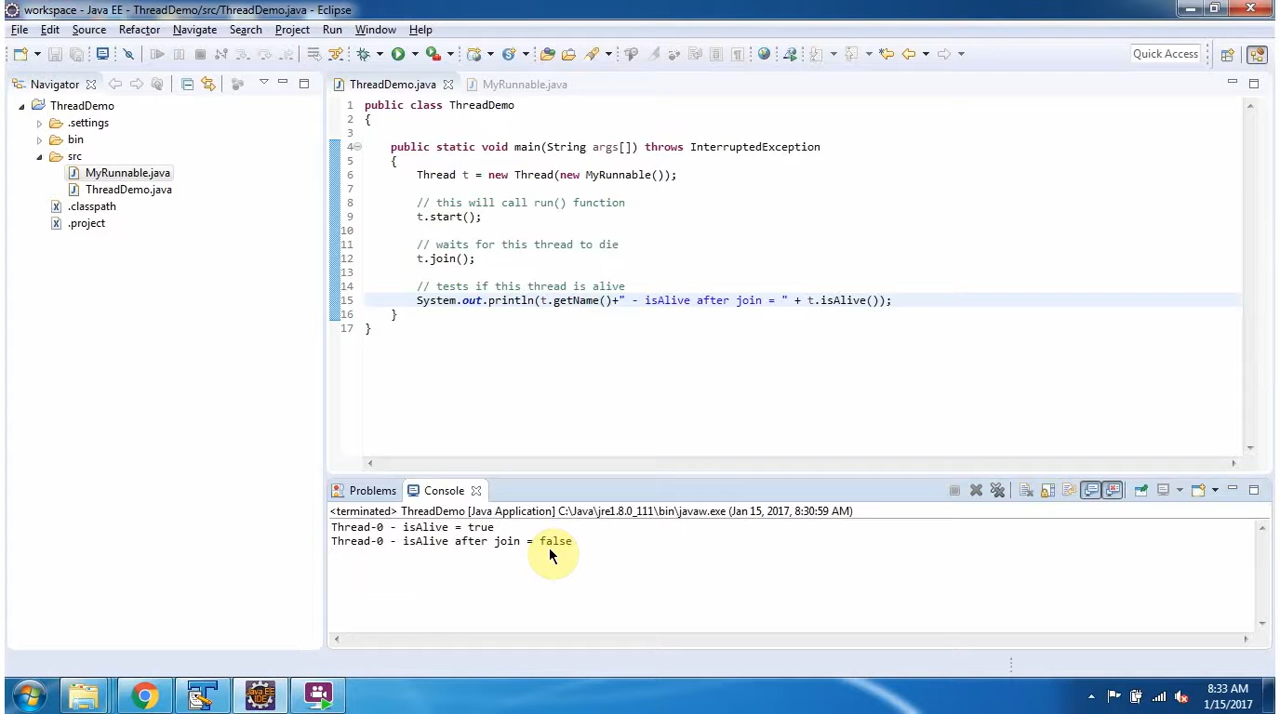 workspace - Java EE - ThreadDemo/src/ThreadDemo.java - Eclipse
File Edit Source Refactor Navigate Search Project Run Window Help
Quick Access
Navigator
ThreadDemo
.settings
bin
src
MyRunnable.java
ThreadDemo.java
.classpath
.project
ThreadDemo.java MyRunnable.java
1 public class ThreadDemo
2 {
3
4 public static void main(String args[]) throws InterruptedException
5 {
6 Thread t = new Thread(new MyRunnable());
7
8 // this will call run() function
9 t.start();
10
11 // waits for this thread to die
12 t.join();
13
14 // tests if this thread is alive
15 System.out.println(t.getName()+" - isAlive after join = " + t.isAlive());
16 }
17 }
Problems Console
<terminated> ThreadDemo [Java Application] C:\Java\jre1.8.0_111\bin\javaw.exe (Jan 15, 2017, 8:30:59 AM)
Thread-0 - isAlive = true
Thread-0 - isAlive after join = false
Java EE
IDE
8:33 AM
1/15/2017